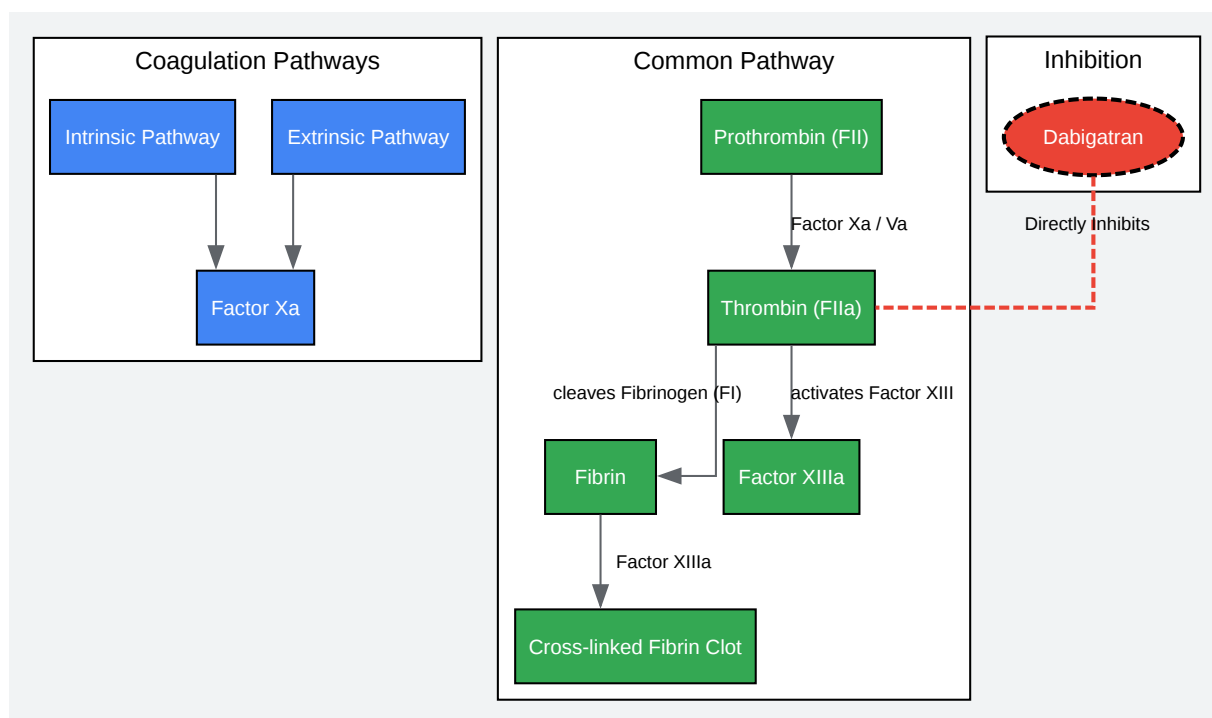 Coagulation Pathways
Intrinsic Pathway
Extrinsic Pathway
Factor Xa
Common Pathway
Prothrombin (FII)
Factor Xa / Va
Thrombin (FIIa)
cleaves Fibrinogen (FI)
activates Factor XIII
Fibrin
Factor XIIIa
Factor XIIIa
Cross-linked Fibrin Clot
Inhibition
Dabigatran
Directly Inhibits